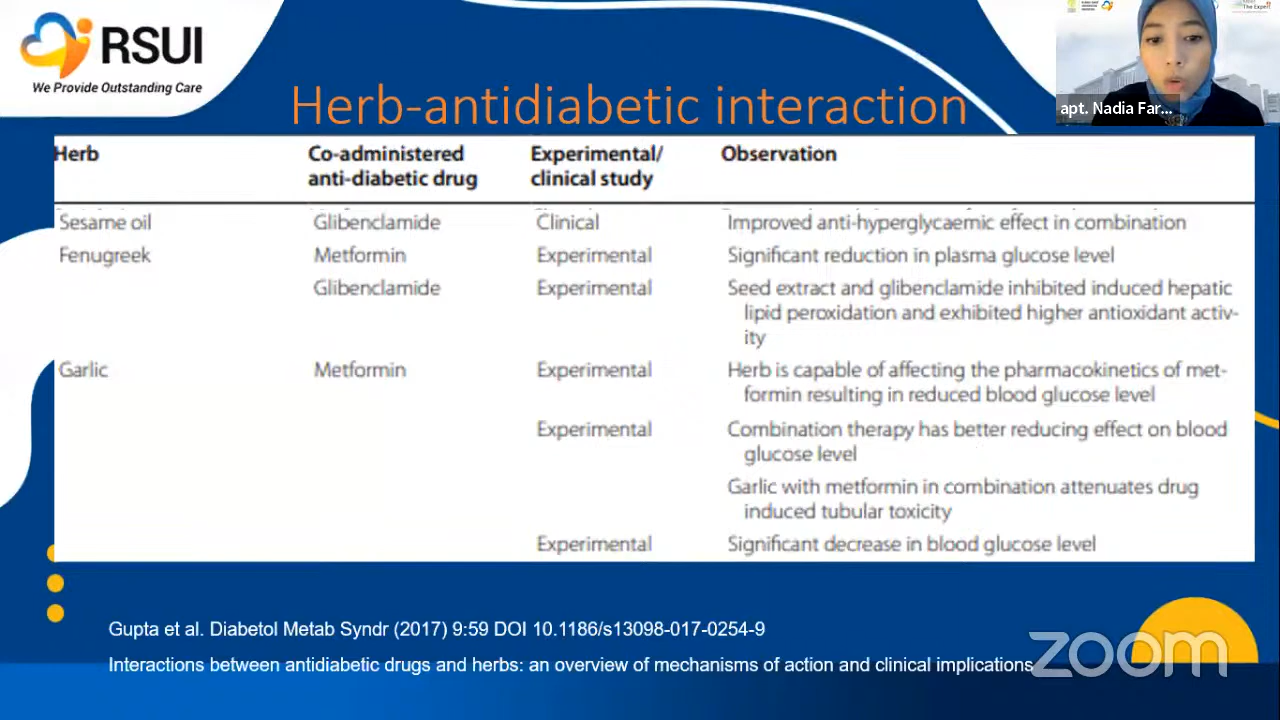 RSUI
We Provide Outstanding Care
The Expert
apt. Nadia Far...
Herb-antidiabetic interaction
Herb Co-administered anti-diabetic drug Experimental/ clinical study Observation
Sesame oil Glibenclamide Clinical Improved anti-hyperglycaemic effect in combination
Fenugreek Metformin Experimental Significant reduction in plasma glucose level
Glibenclamide Experimental Seed extract and glibenclamide inhibited induced hepatic
lipid peroxidation and exhibited higher antioxidant activ-
ity
Garlic Metformin Experimental Herb is capable of affecting the pharmacokinetics of met-
formin resulting in reduced blood glucose level
Experimental Combination therapy has better reducing effect on blood
glucose level
Garlic with metformin in combination attenuates drug
induced tubular toxicity
Experimental Significant decrease in blood glucose level
Gupta et al. Diabetol Metab Syndr (2017) 9:59 DOI 10.1186/s13098-017-0254-9
Interactions between antidiabetic drugs and herbs: an overview of mechanisms of action and clinical implications
zoom